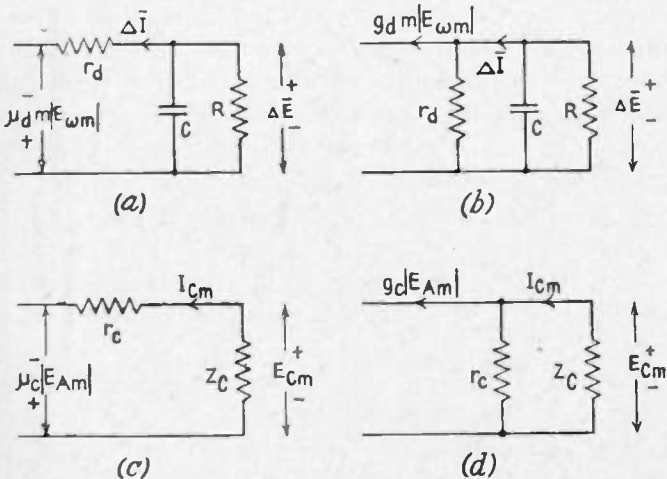 ΔĪ
r_d
μ_d m|E_ωm|
−
+
C
R
+
ΔĒ
−
(a)
g_d m|E_ωm|
ΔĪ
r_d
C
R
+
ΔĒ
−
(b)
I_Cm
r_c
−
μ_c|E_Am|
+
Z_C
+
E_Cm
−
(c)
g_c|E_Am|
I_Cm
r_c
Z_C
+
E_Cm
−
(d)